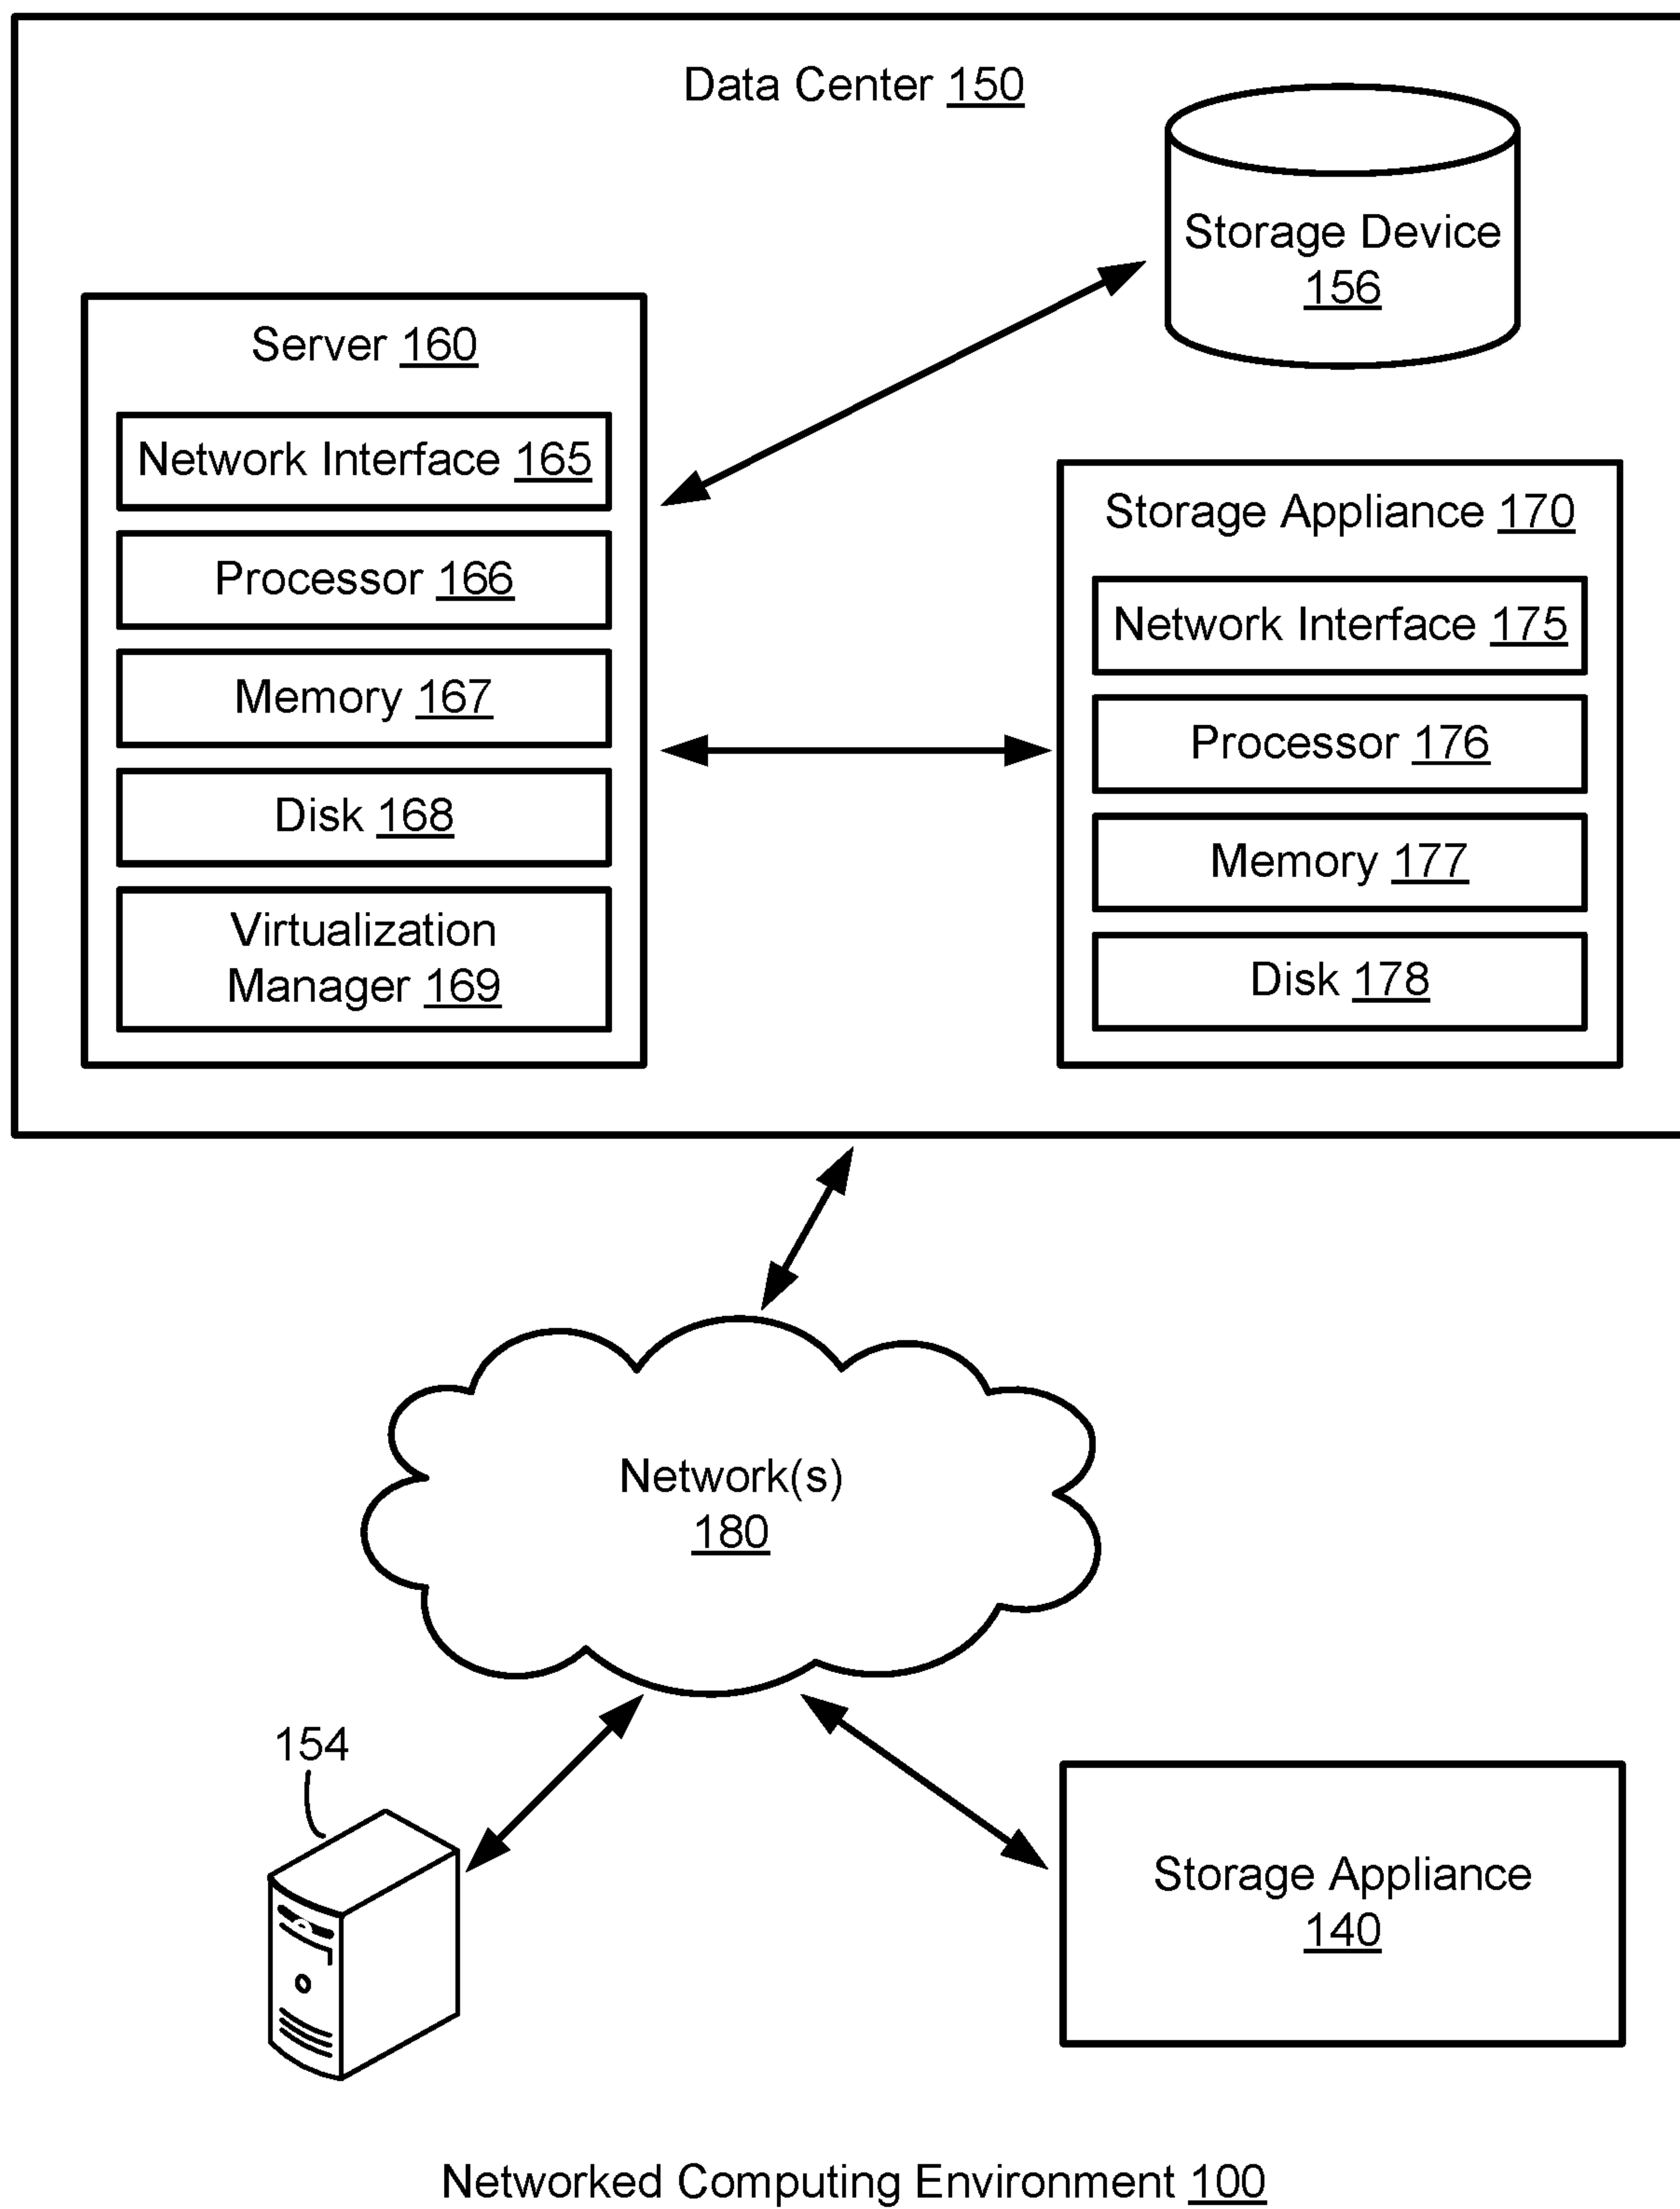 Data Center 150
Storage Device
156
Server 160
Network Interface 165
Processor 166
Memory 167
Disk 168
Virtualization
Manager 169
Storage Appliance 170
Network Interface 175
Processor 176
Memory 177
Disk 178
Network(s)
180
154
Storage Appliance
140
Networked Computing Environment 100